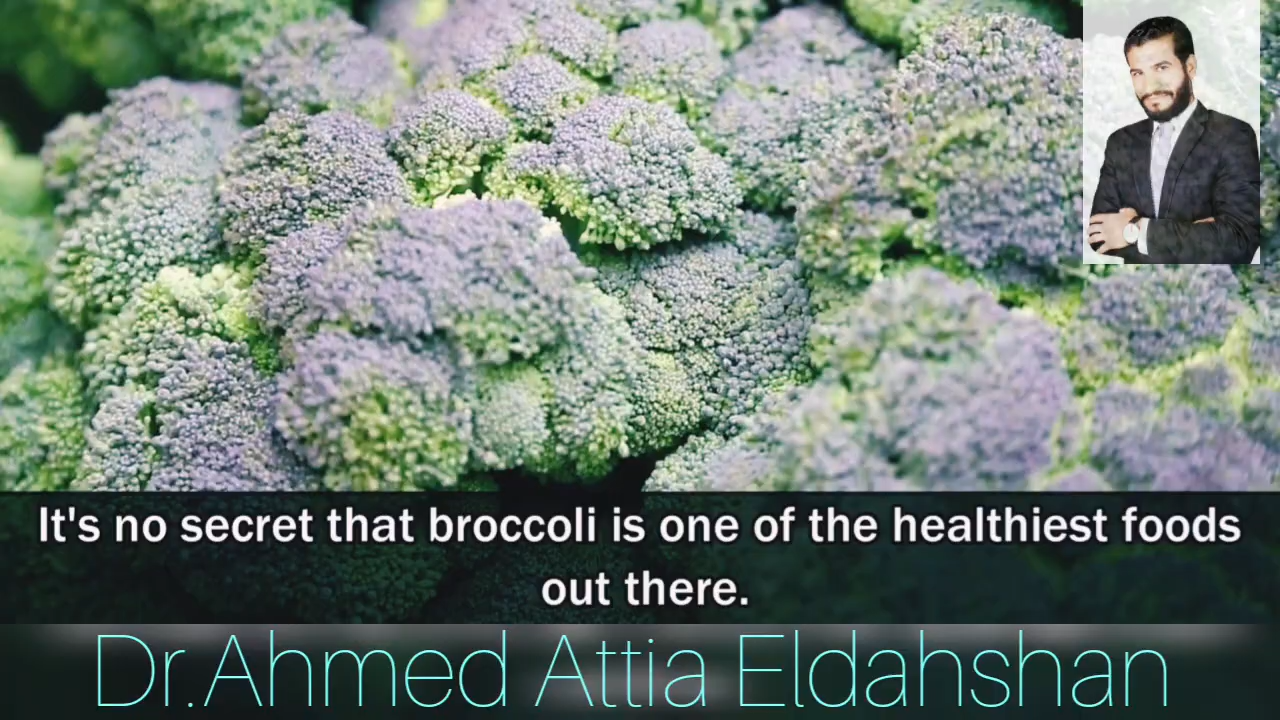 It's no secret that broccoli is one of the healthiest foods
out there.
Dr.Ahmed Attia Eldahshan